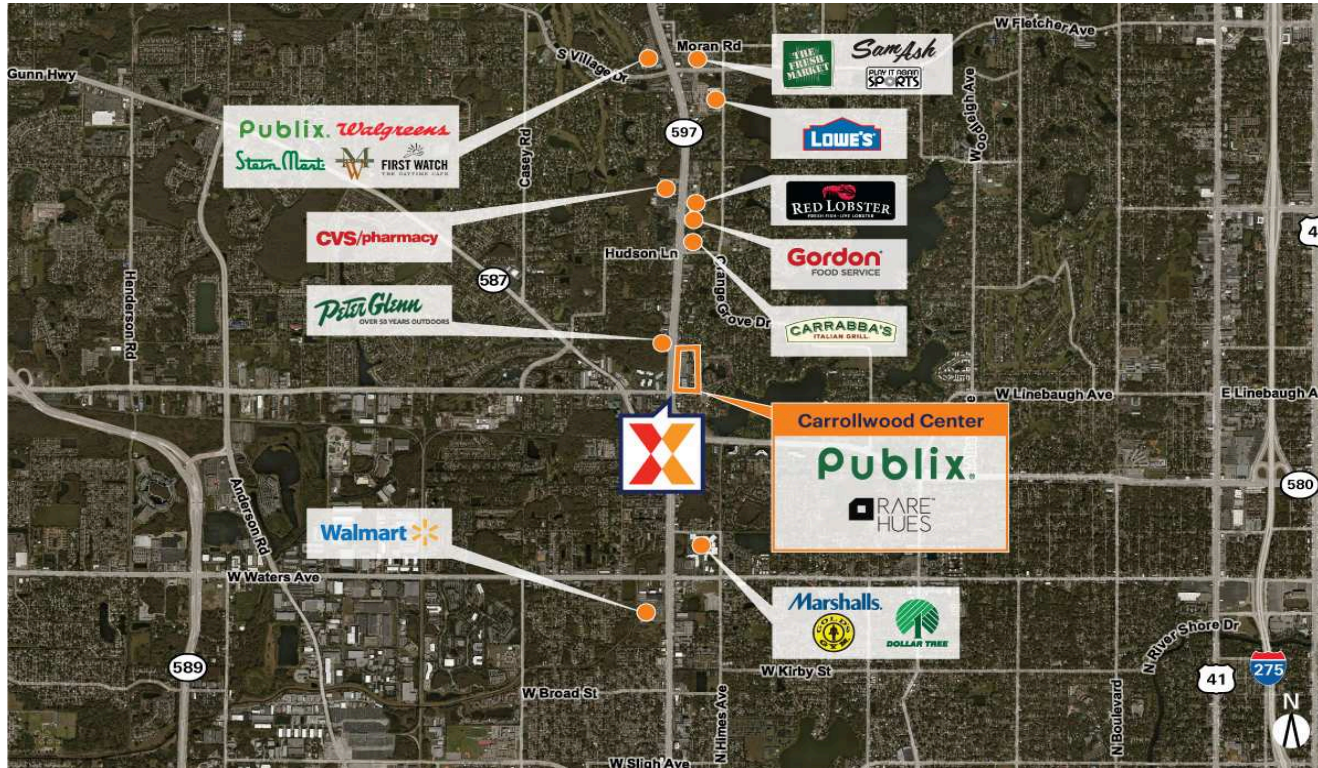 W Fletcher Ave
Moran Rd
S Village Dr
Gunn Hwy
THE
FRESH
MARKET
Sam Ash
PLAY IT AGAIN
SPORTS
Publix.
Walgreens
Stein Mart
MW
FIRST WATCH
THE DAYTIME CAFE
597
LOWE'S
Casey Rd
Woodleigh Ave
RED LOBSTER
FRESH FISH • LIVE LOBSTER
CVS/pharmacy
Hudson Ln
Gordon
FOOD SERVICE
4
587
Henderson Rd
Orange Grove Dr
Peter Glenn
OVER 50 YEARS OUTDOORS
CARRABBA'S
ITALIAN GRILL
W Linebaugh Ave
E Linebaugh A
Carrollwood Center
Publix.
RARE™
HUES
580
Anderson Rd
Walmart
W Waters Ave
Marshalls.
GOLD'S
GYM
DOLLAR TREE
N River Shore Dr
589
W Kirby St
W Broad St
N Himes Ave
N Boulevard
41
275
N
W Sligh Ave